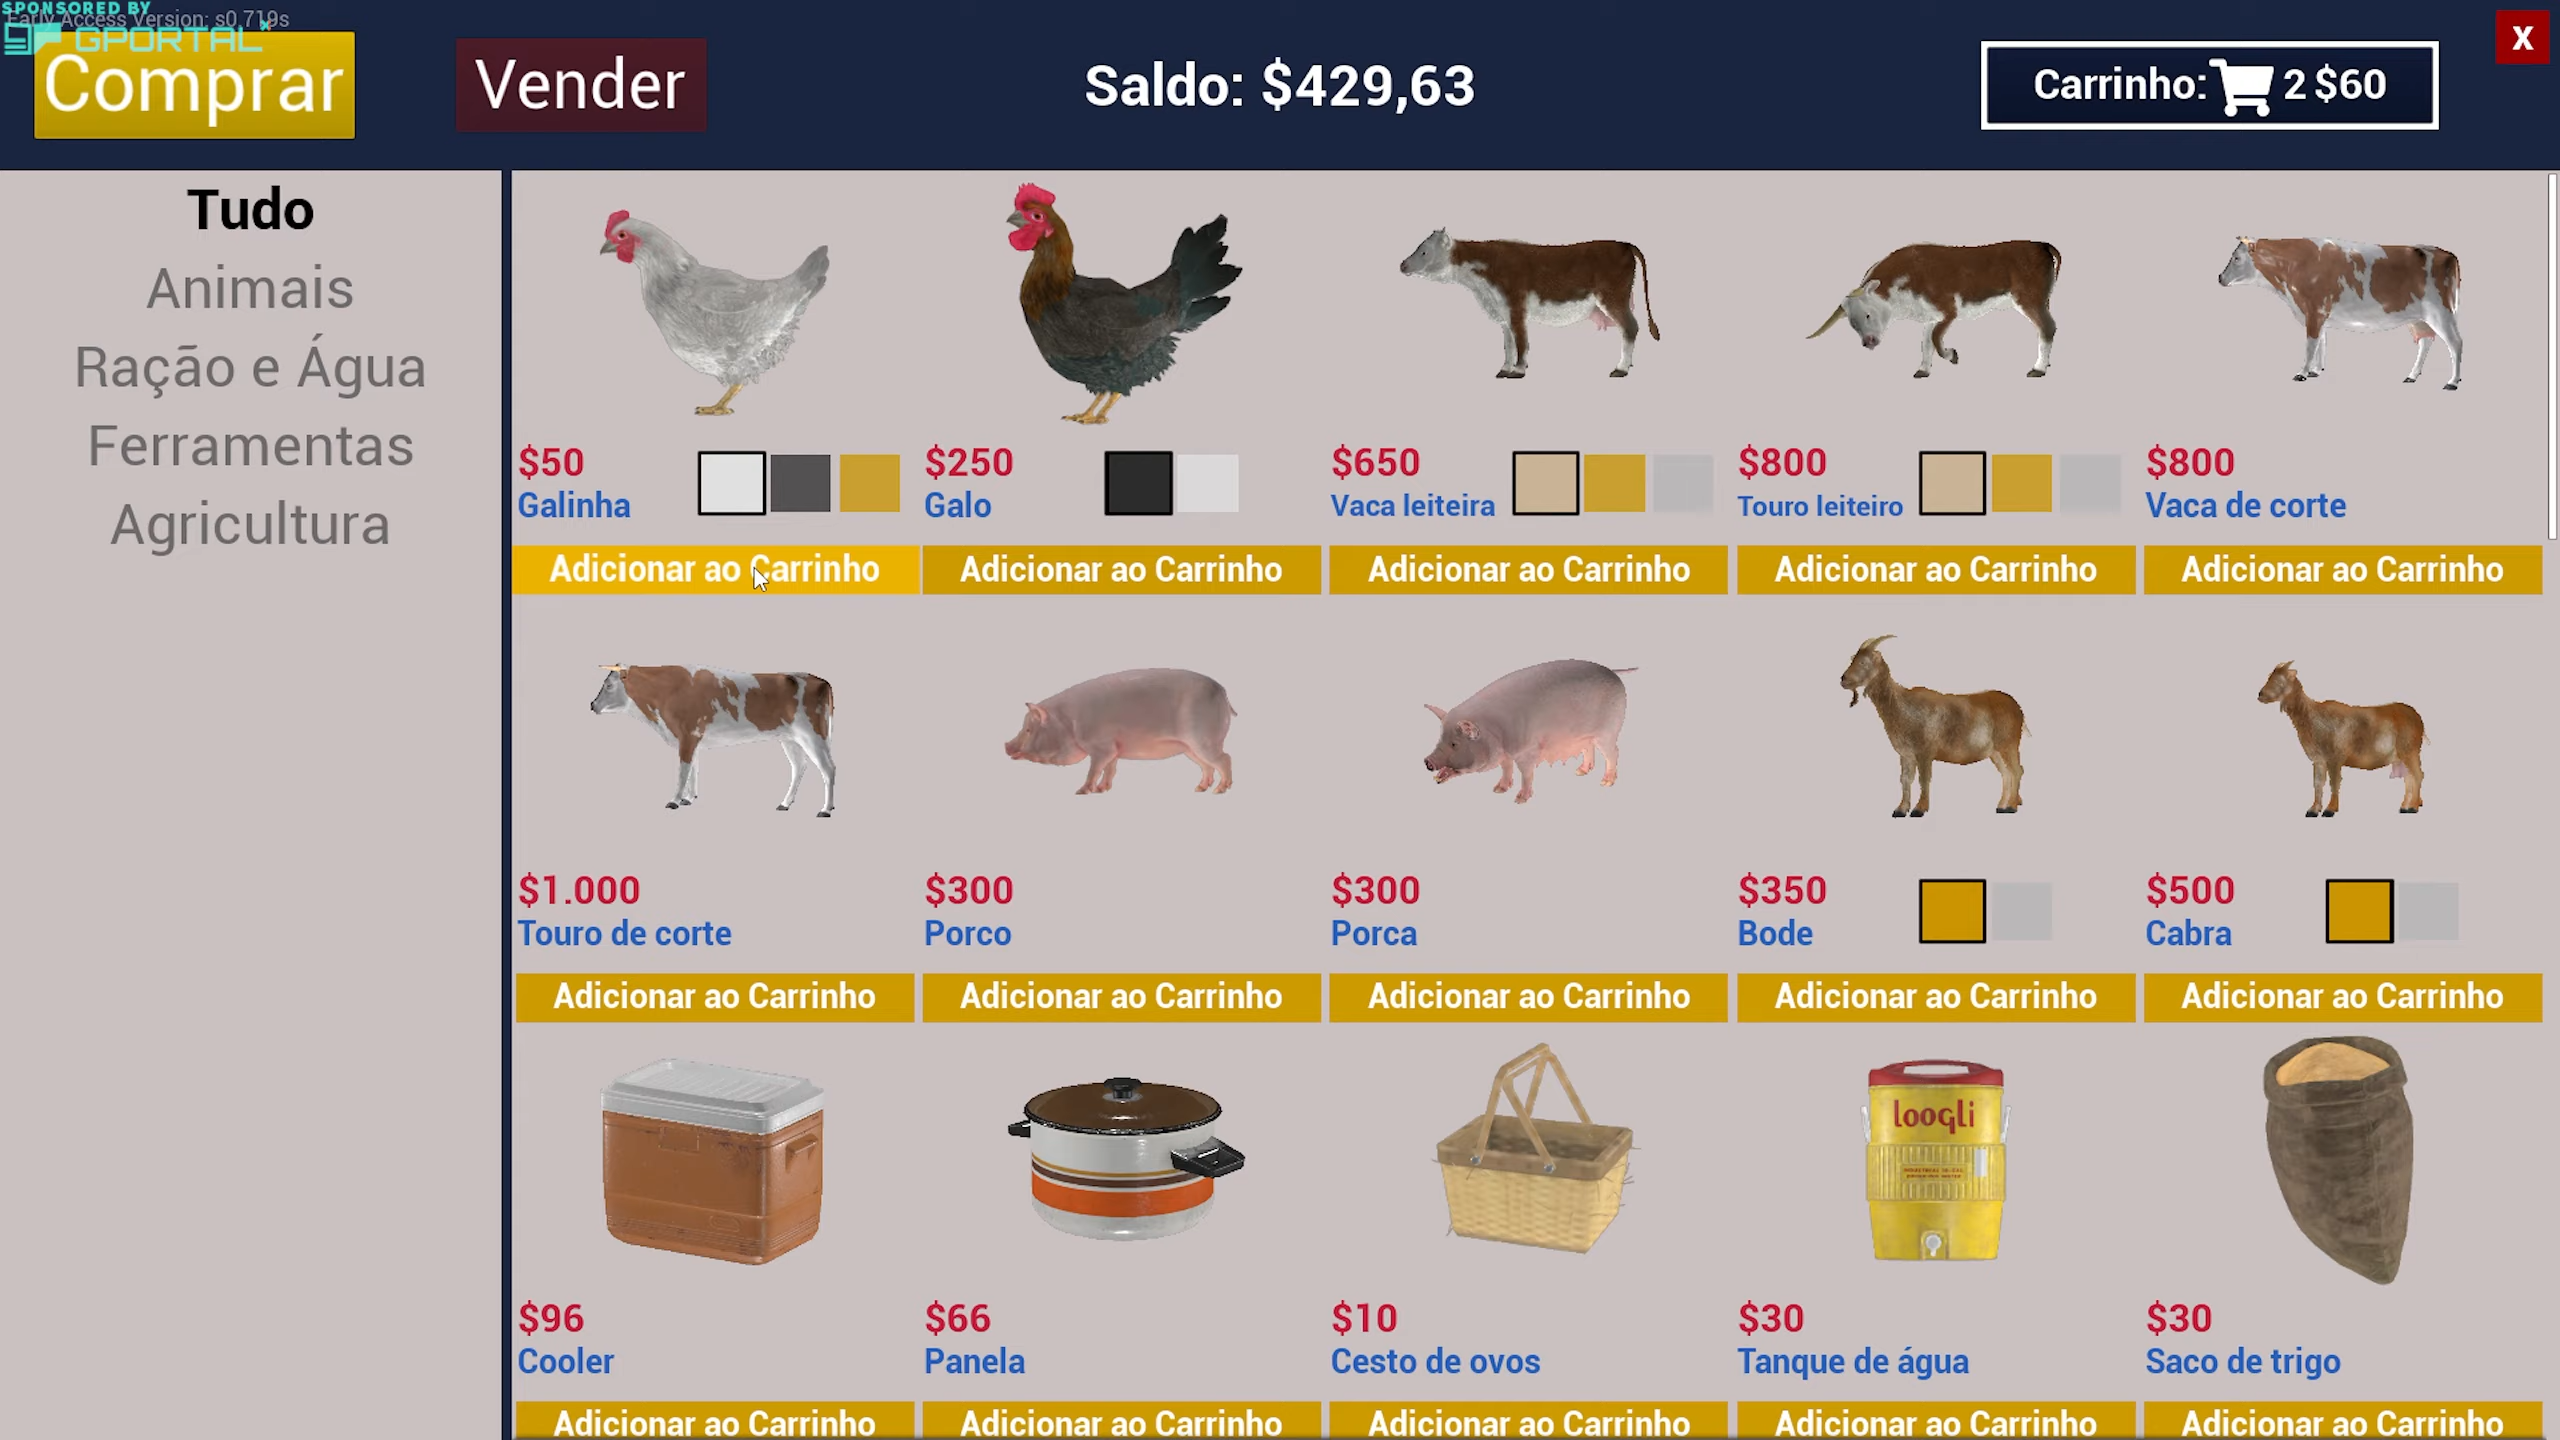 SPONSORED BY
Early Access Version: s0.719s
GPORTAL
Comprar
Vender
Saldo: $429,63
Carrinho: 2 $60
X
Tudo
Animais
Ração e Água
Ferramentas
Agricultura
$50
Galinha
Adicionar ao Carrinho
$250
Galo
Adicionar ao Carrinho
$650
Vaca leiteira
Adicionar ao Carrinho
$800
Touro leiteiro
Adicionar ao Carrinho
$800
Vaca de corte
Adicionar ao Carrinho
$1.000
Touro de corte
Adicionar ao Carrinho
$300
Porco
Adicionar ao Carrinho
$300
Porca
Adicionar ao Carrinho
$350
Bode
Adicionar ao Carrinho
$500
Cabra
Adicionar ao Carrinho
$96
Cooler
Adicionar ao Carrinho
$66
Panela
Adicionar ao Carrinho
$10
Cesto de ovos
Adicionar ao Carrinho
loogli
$30
Tanque de água
Adicionar ao Carrinho
$30
Saco de trigo
Adicionar ao Carrinho